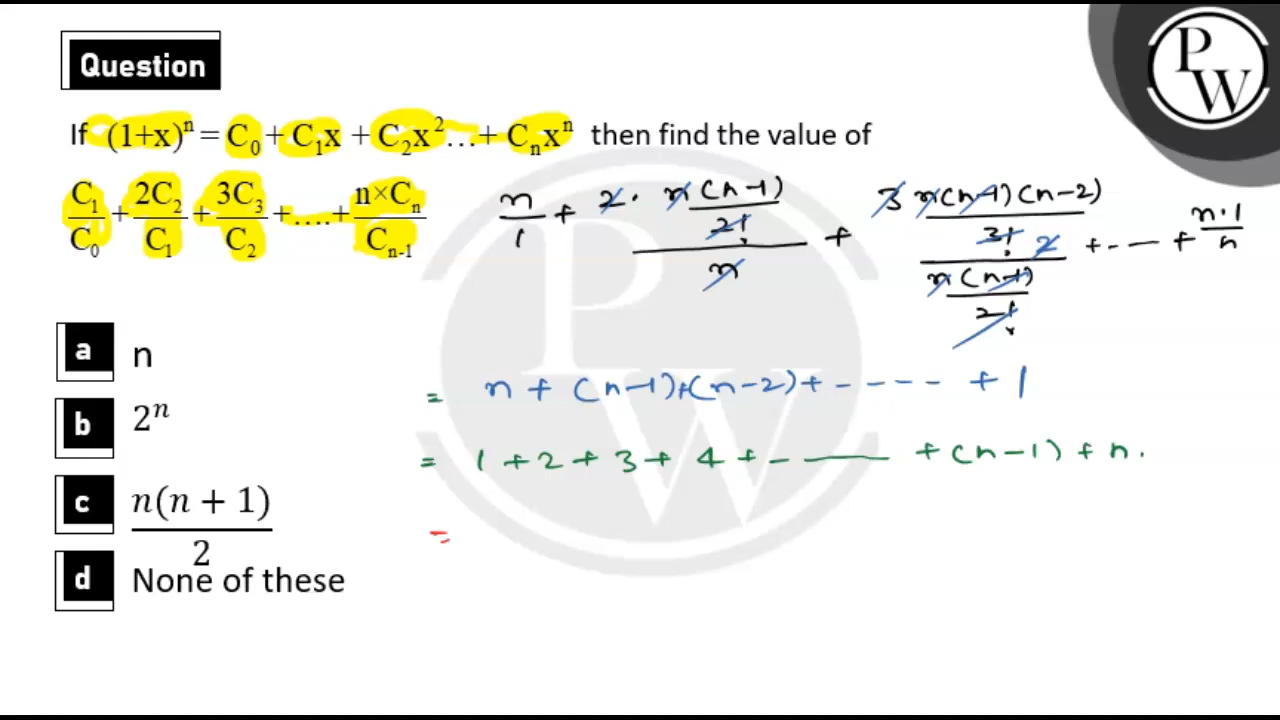 Question
PW
If (1+x)ⁿ = C₀ + C₁x + C₂x² ... + Cₙxⁿ then find the value of
C₁/C₀ + 2C₂/C₁ + 3C₃/C₂ + .... + n×Cₙ/Cₙ₋₁
n/1 + 2 · (n(n-1)/2!)/n + (3 n(n-1)(n-2)/3! 2)/(n(n-1)/2!) + --- + n·1/n
a n
= n + (n-1) + (n-2) + ----- + 1
b 2ⁿ
= 1 + 2 + 3 + 4 + - —— + (n-1) + n.
c n(n + 1)/2
=
d None of these